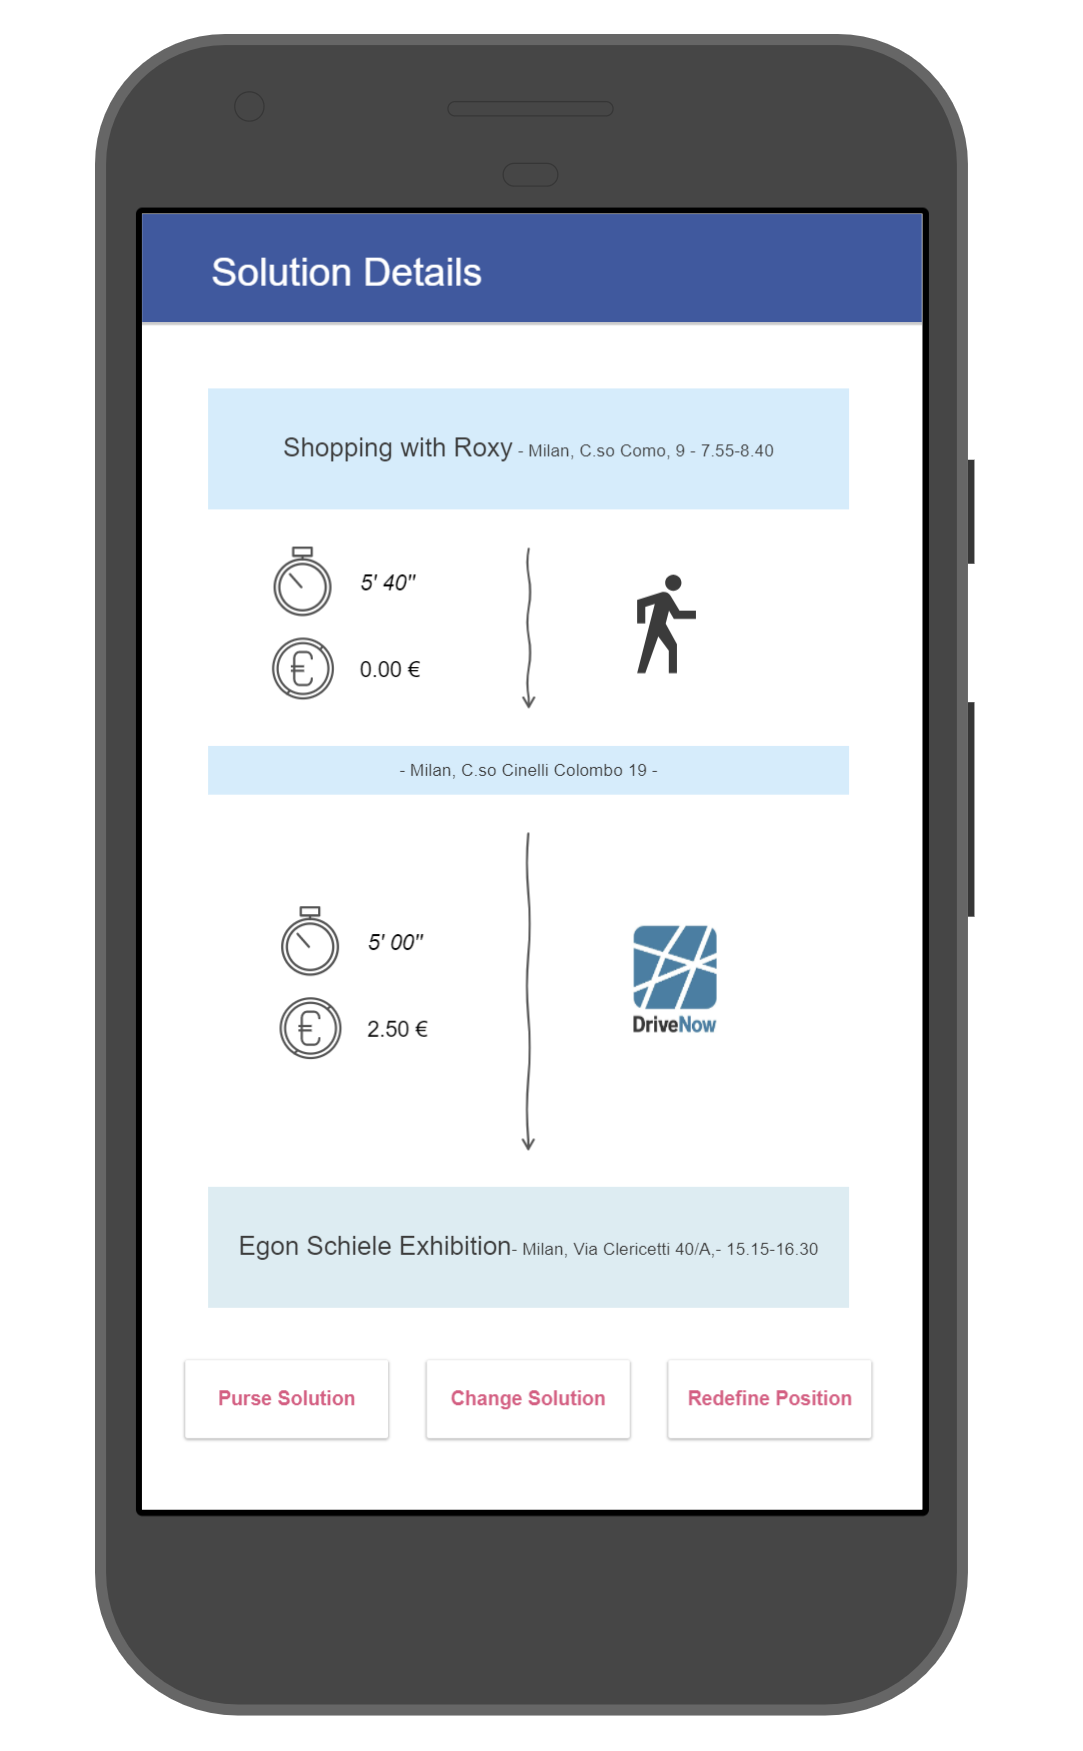 Solution Details
Shopping with Roxy - Milan, C.so Como, 9 - 7.55-8.40
5' 40"
0.00 €
- Milan, C.so Cinelli Colombo 19 -
5' 00"
2.50 €
DriveNow
Egon Schiele Exhibition- Milan, Via Clericetti 40/A,- 15.15-16.30
Purse Solution
Change Solution
Redefine Position